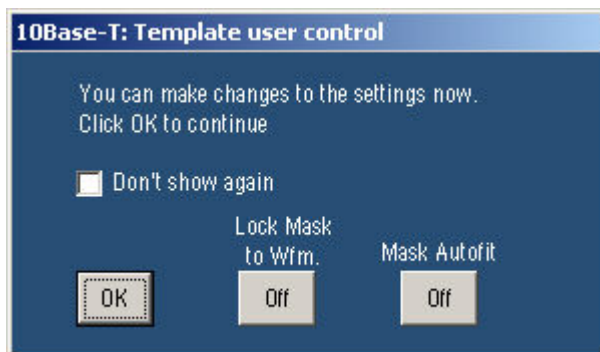 10Base-T: Template user control
You can make changes to the settings now.
Click OK to continue
Don't show again
Lock Mask
to Wfm.
Mask Autofit
OK
Off
Off